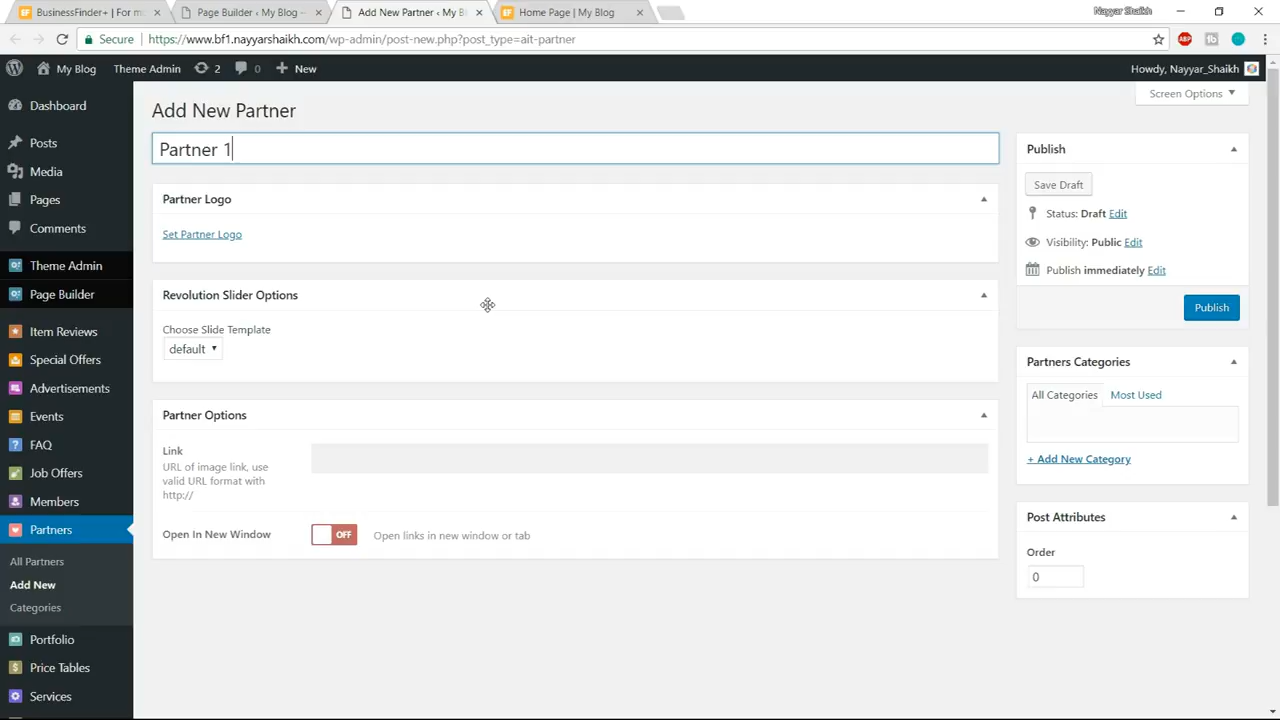 BusinessFinder+ | For m
Page Builder ‹ My Blog –
Add New Partner ‹ My Bl
Home Page | My Blog
Nayyar Shaikh
Secure
https://www.bf1.nayyarshaikh.com/wp-admin/post-new.php?post_type=ait-partner
ABP
My Blog
Theme Admin
2
0
New
Howdy, Nayyar_Shaikh
Dashboard
Posts
Media
Pages
Comments
Theme Admin
Page Builder
Item Reviews
Special Offers
Advertisements
Events
FAQ
Job Offers
Members
Partners
All Partners
Add New
Categories
Portfolio
Price Tables
Services
Screen Options
Add New Partner
Partner 1
Partner Logo
Set Partner Logo
Revolution Slider Options
Choose Slide Template
default
Partner Options
Link
URL of image link, use
valid URL format with
http://
Open In New Window
OFF
Open links in new window or tab
Publish
Save Draft
Status: Draft Edit
Visibility: Public Edit
Publish immediately Edit
Publish
Partners Categories
All Categories
Most Used
+ Add New Category
Post Attributes
Order
0